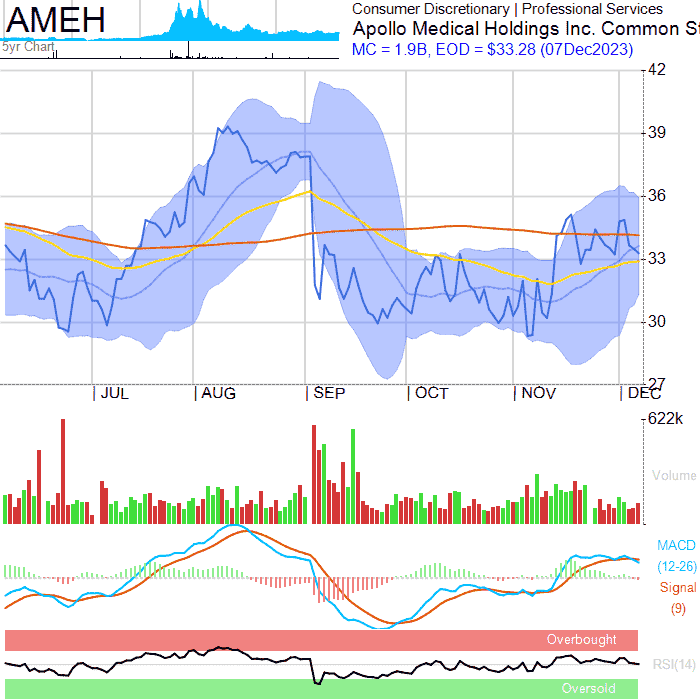 AMEH
5yr Chart
Consumer Discretionary | Professional Services
Apollo Medical Holdings Inc. Common St
MC = 1.9B, EOD = $33.28 (07Dec2023)
42
39
36
33
30
27
JUL AUG SEP OCT NOV DEC
622k
Volume
MACD
(12-26)
Signal
(9)
Overbought
RSI(14)
Oversold